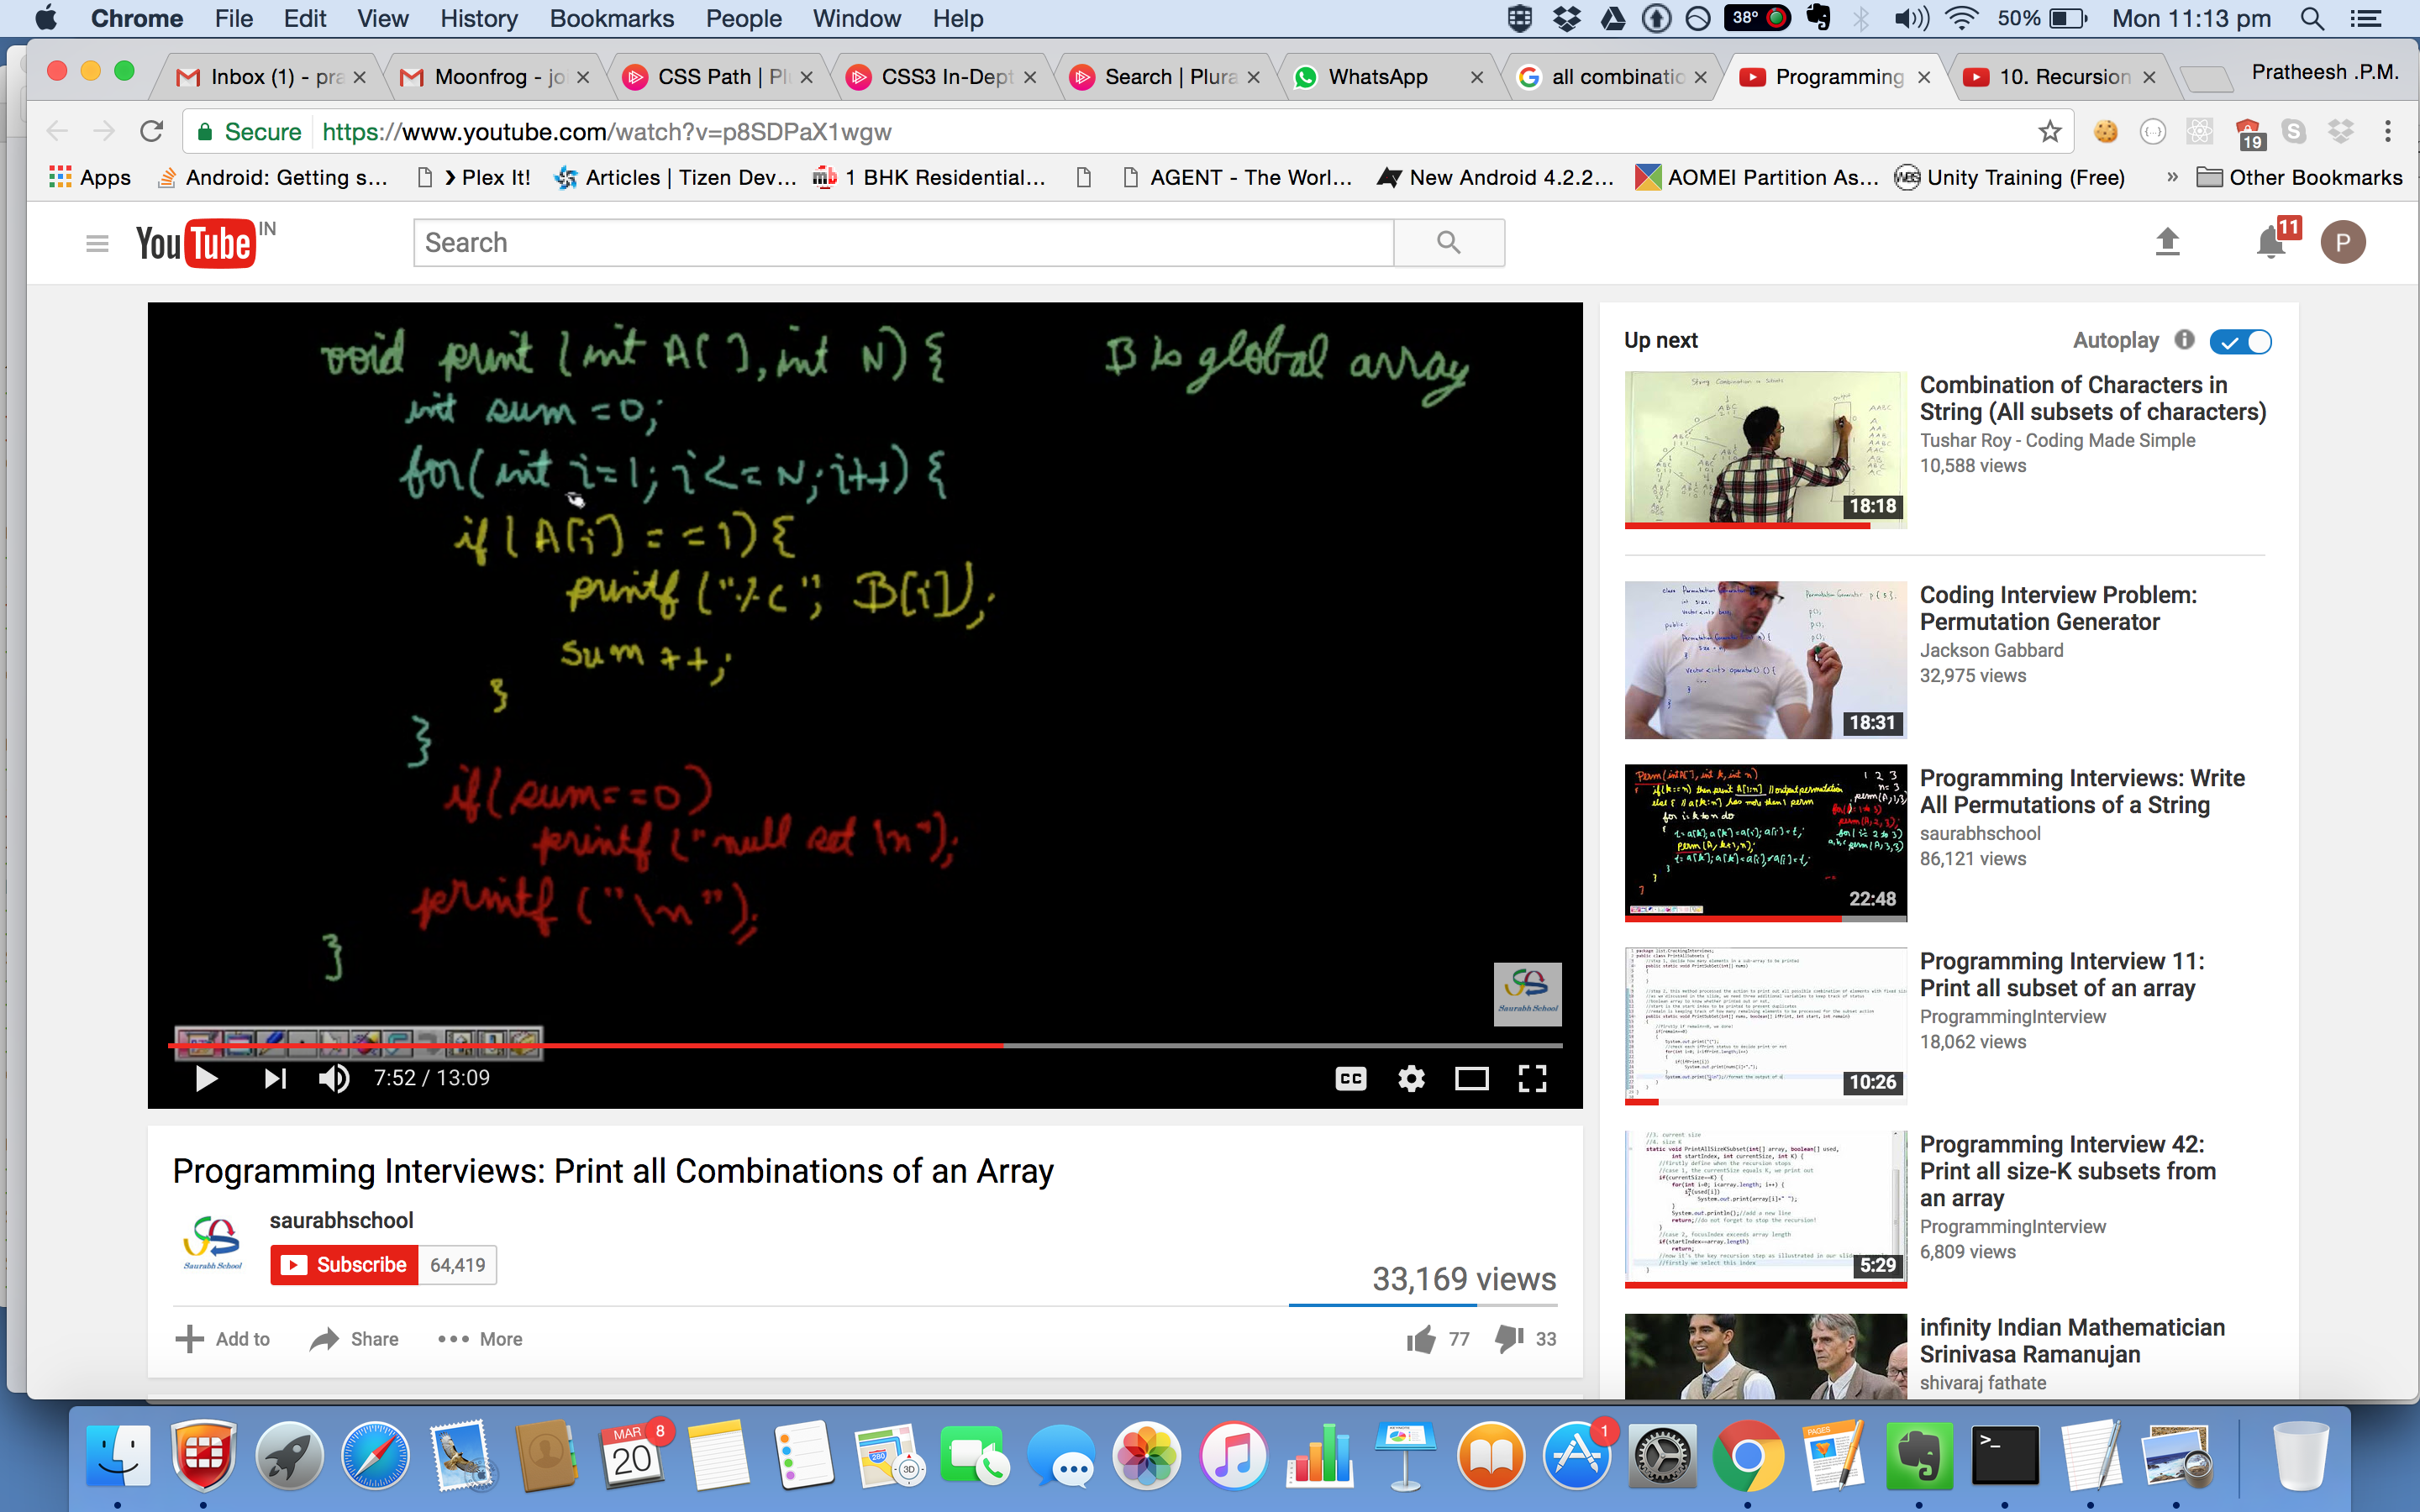 Chrome File Edit View History Bookmarks People Window Help 38° 50% Mon 11:13 pm
Inbox (1) - pra Moonfrog - jo CSS Path | Pl CSS3 In-Dept Search | Plura WhatsApp all combinatio Programming 10. Recursion Pratheesh .P.M.
Secure https://www.youtube.com/watch?v=p8SDPaX1wgw 19
Apps Android: Getting s... Plex It! Articles | Tizen Dev... 1 BHK Residential... AGENT - The Worl... New Android 4.2.2... AOMEI Partition As... Unity Training (Free) » Other Bookmarks
YouTube IN Search 11 P
void print (int A[], int N) { B is global array
int sum = 0;
for(int i=1; i<=N; i++) {
if(A[i] == 1) {
printf ("%c", B[i]);
sum++;
}
}
if(sum==0)
printf ("null set \n");
printf ("\n");
}
Saurabh School
7:52 / 13:09 CC
Programming Interviews: Print all Combinations of an Array
saurabhschool
Saurabh School
Subscribe 64,419
33,169 views
Add to Share More 77 33
Up next Autoplay
Combination of Characters in
String (All subsets of characters)
Tushar Roy - Coding Made Simple
10,588 views
18:18
Coding Interview Problem:
Permutation Generator
Jackson Gabbard
32,975 views
18:31
Programming Interviews: Write
All Permutations of a String
saurabhschool
86,121 views
22:48
Programming Interview 11:
Print all subset of an array
ProgrammingInterview
18,062 views
10:26
Programming Interview 42:
Print all size-K subsets from
an array
ProgrammingInterview
6,809 views
5:29
infinity Indian Mathematician
Srinivasa Ramanujan
shivaraj fathate
MAR 20 8 3D 1 PAGES